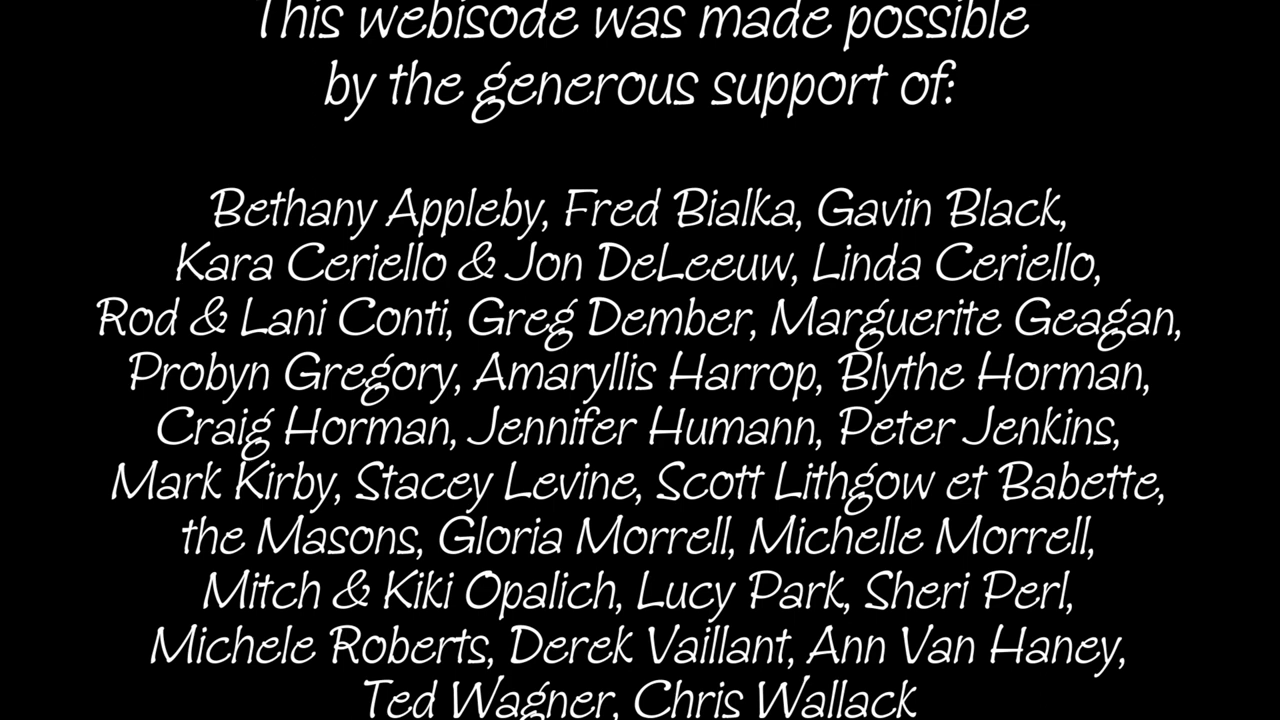 This webisode was made possible
by the generous support of:
Bethany Appleby, Fred Bialka, Gavin Black,
Kara Ceriello & Jon DeLeeuw, Linda Ceriello,
Rod & Lani Conti, Greg Dember, Marguerite Geagan,
Probyn Gregory, Amaryllis Harrop, Blythe Horman,
Craig Horman, Jennifer Humann, Peter Jenkins,
Mark Kirby, Stacey Levine, Scott Lithgow et Babette,
the Masons, Gloria Morrell, Michelle Morrell,
Mitch & Kiki Opalich, Lucy Park, Sheri Perl,
Michele Roberts, Derek Vaillant, Ann Van Haney,
Ted Wagner, Chris Wallack